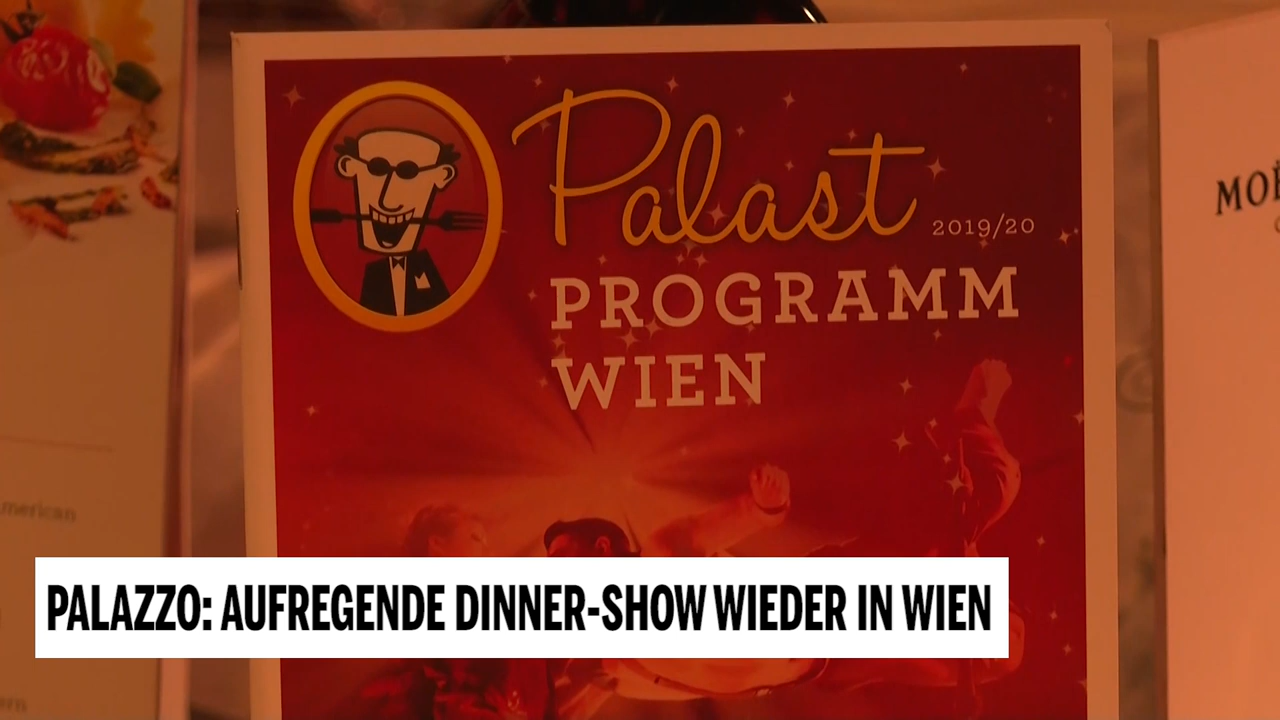 Palast
2019/20
PROGRAMM
WIEN
PALAZZO: AUFREGENDE DINNER-SHOW WIEDER IN WIEN